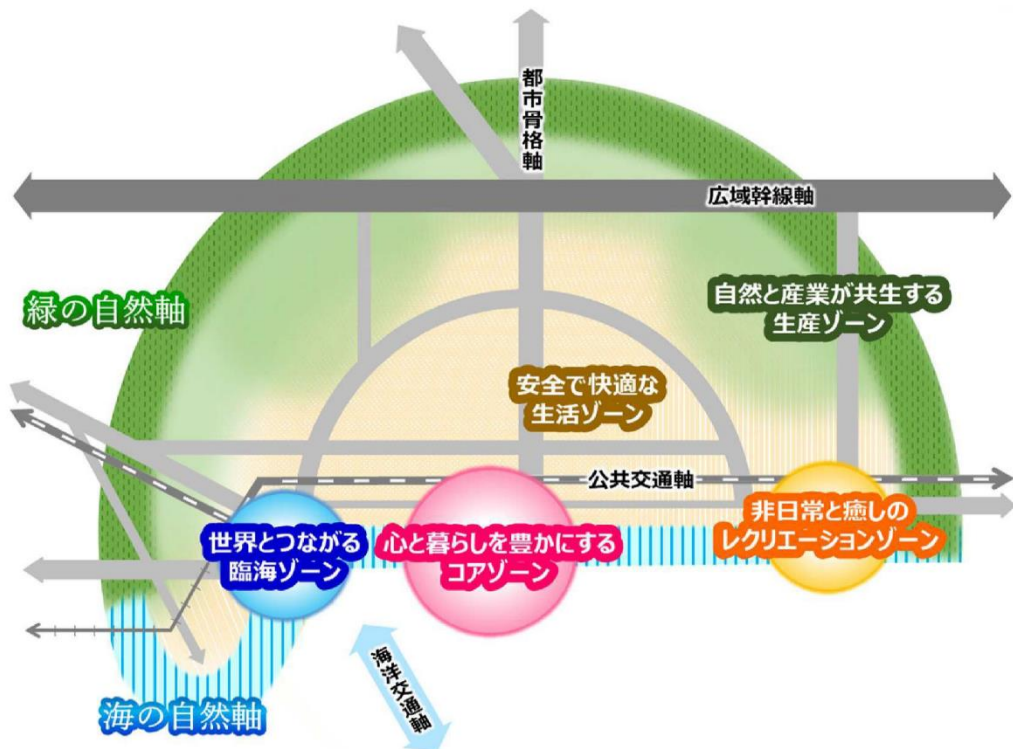 都市骨格軸
広域幹線軸
緑の自然軸
自然と産業が共生する
生産ゾーン
安全で快適な
生活ゾーン
公共交通軸
世界とつながる
臨海ゾーン
心と暮らしを豊かにする
コアゾーン
非日常と癒しの
レクリエーションゾーン
海洋交通軸
海の自然軸